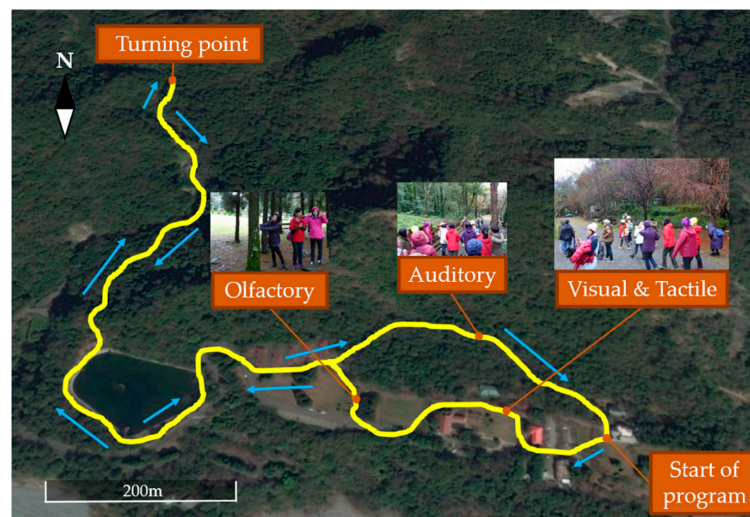 Turning point
N
Olfactory
Auditory
Visual & Tactile
200m
Start of
program